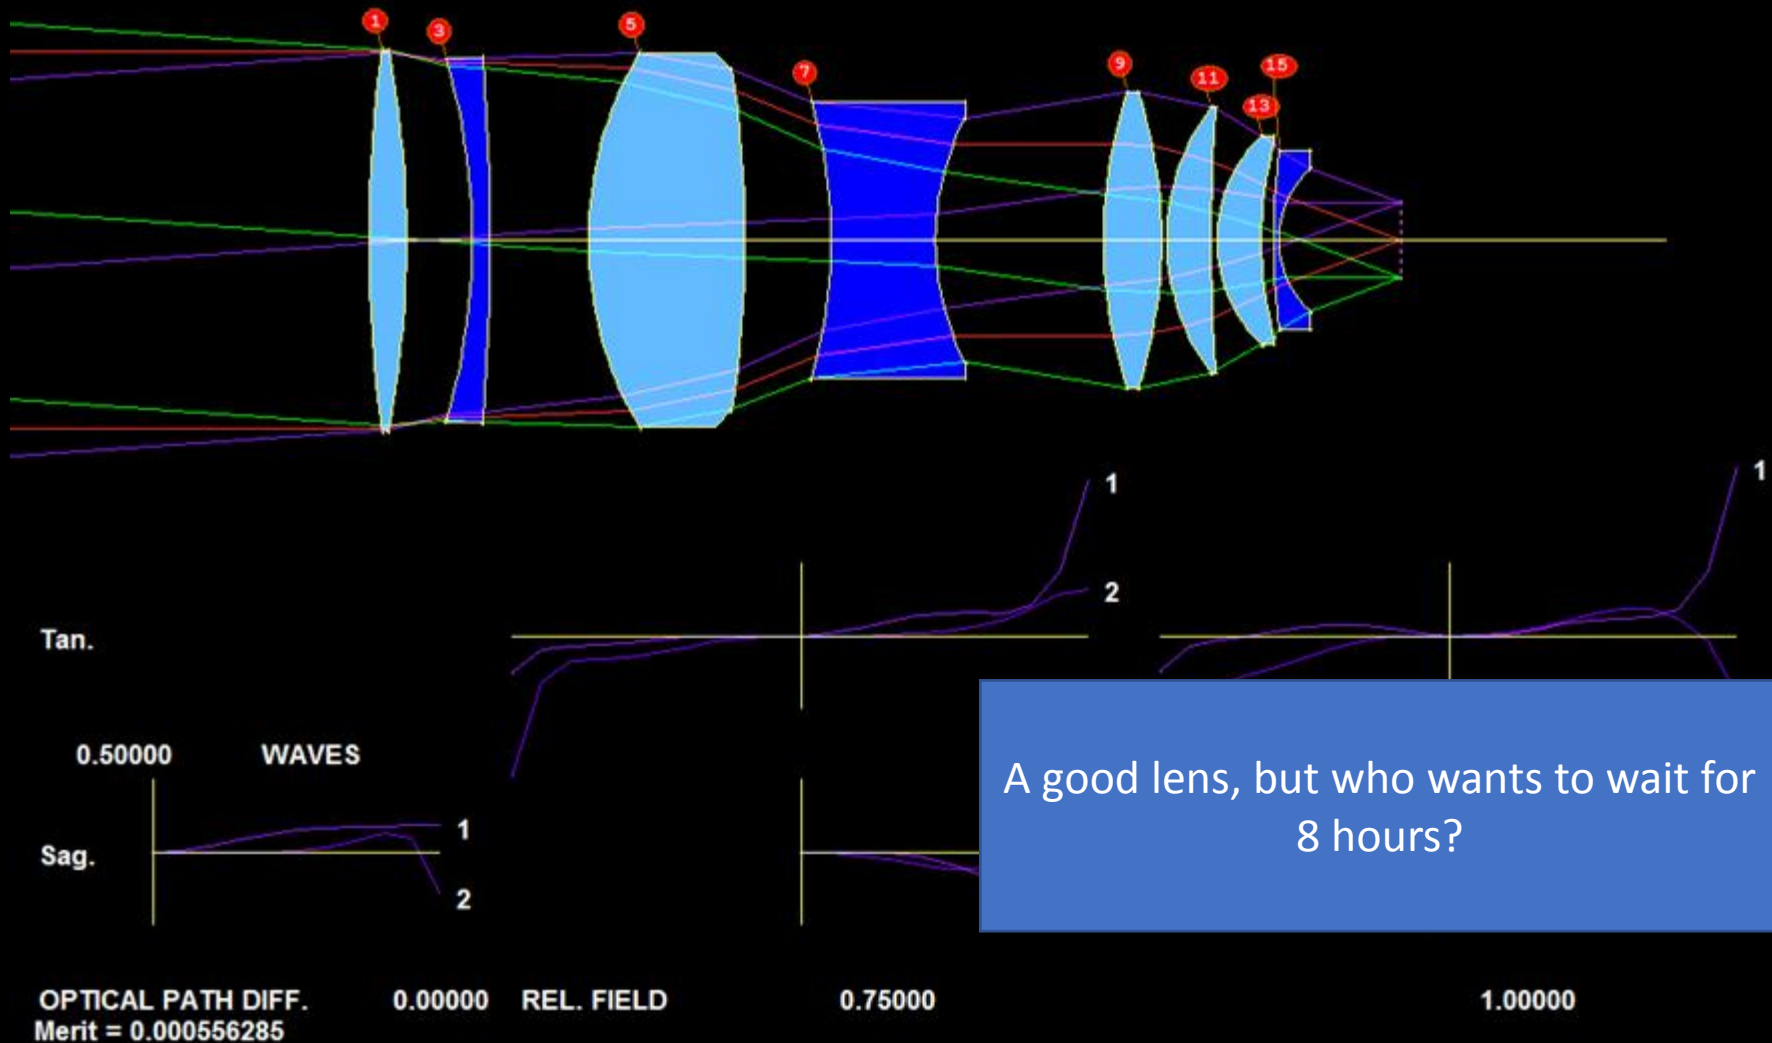 1
3
5
7
9
11
13
15
1
2
1
Tan.
0.50000 WAVES
A good lens, but who wants to wait for
8 hours?
1
Sag.
2
OPTICAL PATH DIFF. 0.00000 REL. FIELD 0.75000 1.00000
Merit = 0.000556285